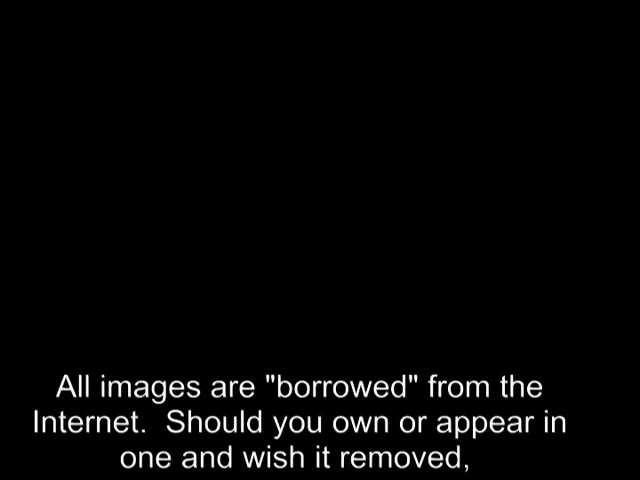 All images are "borrowed" from the
Internet.  Should you own or appear in
one and wish it removed,